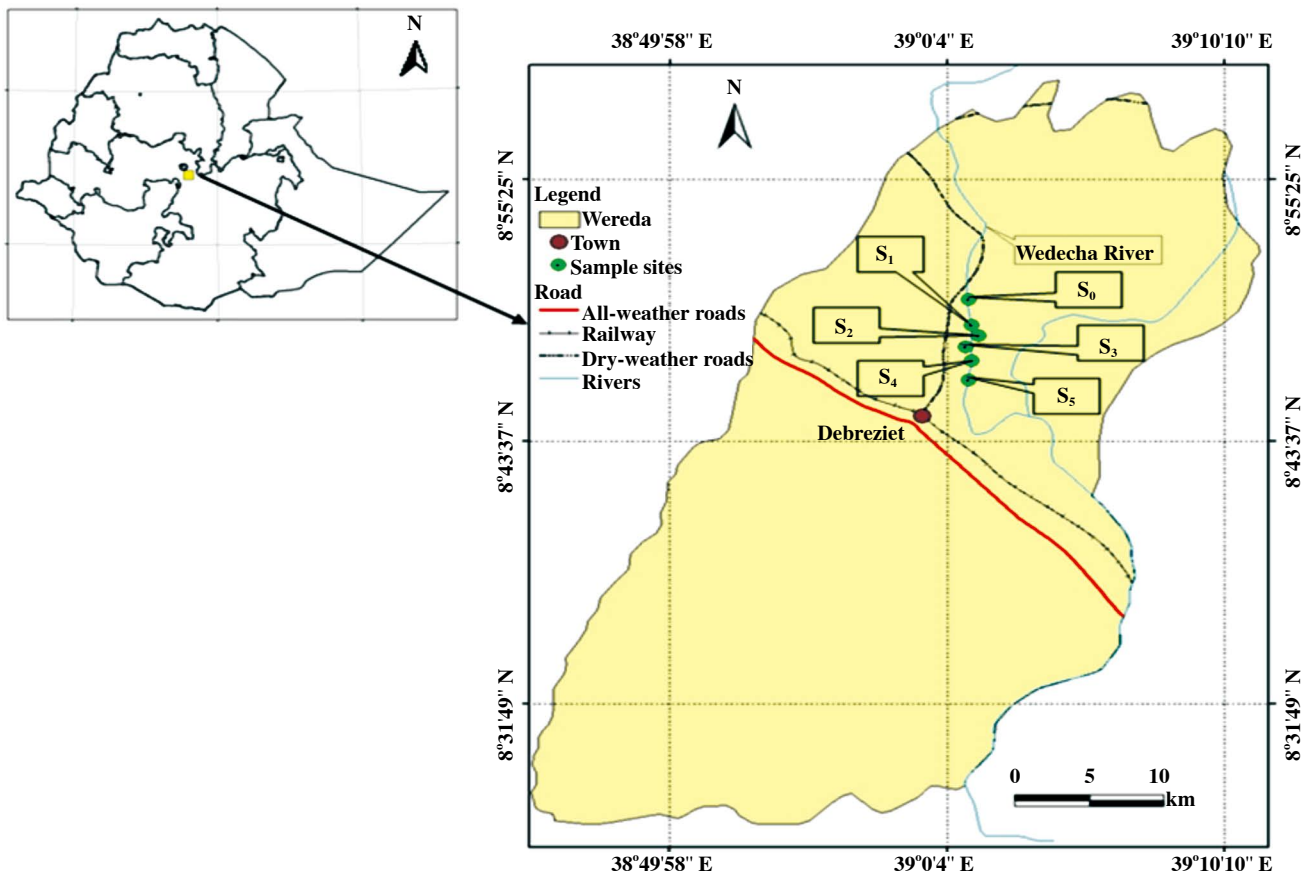 N
38°49'58" E
39°0'4" E
39°10'10" E
N
8°55'25" N
8°55'25" N
Legend
Wereda
Town
Sample sites
Road
All-weather roads
Railway
Dry-weather roads
Rivers
Wedecha River
S1
S0
S2
S3
S4
S5
Debreziet
8°43'37" N
8°43'37" N
8°31'49" N
8°31'49" N
0 5 10
km
38°49'58" E
39°0'4" E
39°10'10" E